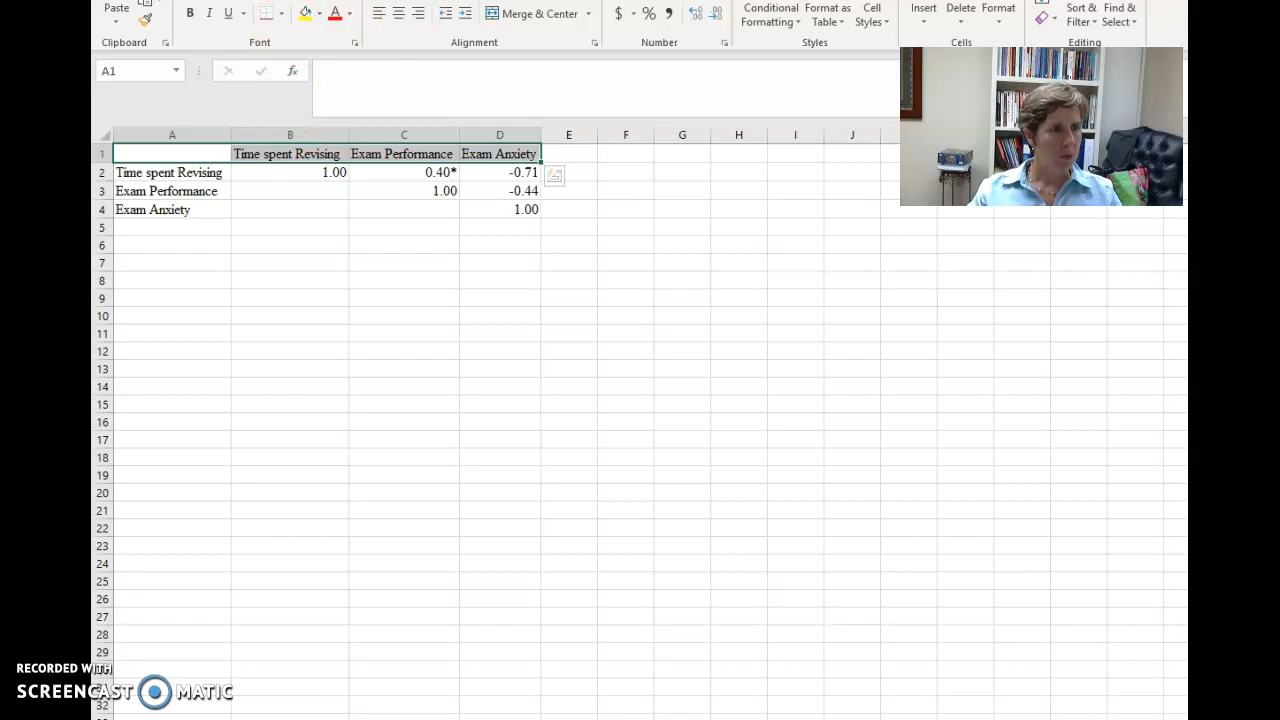 Paste B I U A Merge & Center $ % 9 Conditional Format as Cell Insert Delete Format Sort & Find &
Formatting Table Styles Filter Select
Clipboard Font Alignment Number Styles Cells Editing
A1 fx
A B C D E F G H I J
1 Time spent Revising Exam Performance Exam Anxiety
2 Time spent Revising 1.00 0.40* -0.71
3 Exam Performance 1.00 -0.44
4 Exam Anxiety 1.00
5
6
7
8
9
10
11
12
13
14
15
16
17
18
19
20
21
22
23
24
25
26
27
28
29
RECORDED WITH
SCREENCAST MATIC
32